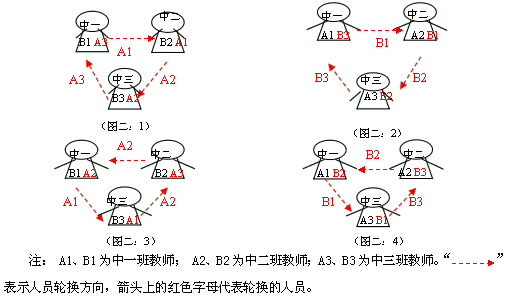 中一 中二
B1 A3 B2 A1
A1
A3 A2
中三
B3 A2
(图二:1)
中一 中二
A1 B3 A2 B1
B1
B3 B2
中三
A3 B2
(图二:2)
A2
中一 中二
B1 A2 B2 A3
A1 A2
中三
B3 A1
(图二:3)
B2
中一 中二
A1 B2 A2 B3
B1 B3
中三
A3 B1
(图二:4)
注: A1、B1为中一班教师; A2、B2为中二班教师;A3、B3为中三班教师。“ ”
表示人员轮换方向,箭头上的红色字母代表轮换的人员。